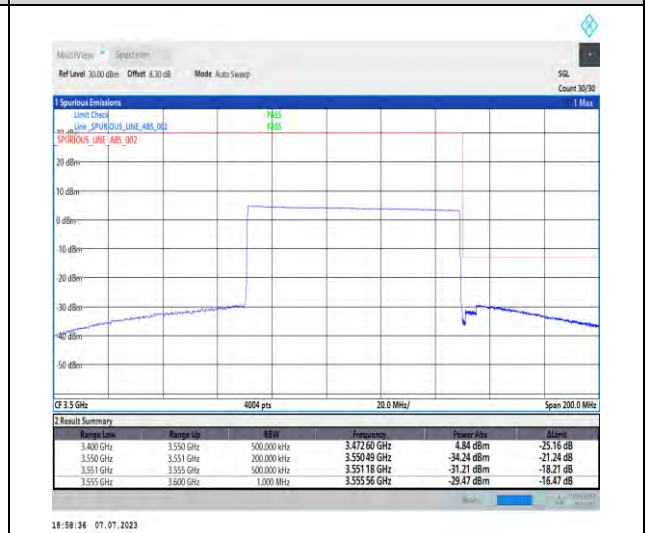 MultiView Spectrum
Ref Level 30.00 dBm Offset 8.30 dB Mode Auto Sweep SGL
Count 30/30
1 Spurious Emissions 1 Max
Limit Check PASS
Line _SPURIOUS_LINE_ABS_002 PASS
_SPURIOUS_LINE_ABS_002
20 dBm
10 dBm
0 dBm
-10 dBm
-20 dBm
-30 dBm
-40 dBm
-50 dBm
CF 3.5 GHz 4004 pts 20.0 MHz/ Span 200.0 MHz
2 Result Summary
Range Low Range Up RBW Frequency Power Abs ΔLimit
3.400 GHz 3.550 GHz 500.000 kHz 3.472 60 GHz 4.84 dBm -25.16 dB
3.550 GHz 3.551 GHz 200.000 kHz 3.550 49 GHz -34.24 dBm -21.24 dB
3.551 GHz 3.555 GHz 500.000 kHz 3.551 18 GHz -31.21 dBm -18.21 dB
3.555 GHz 3.600 GHz 1.000 MHz 3.555 56 GHz -29.47 dBm -16.47 dB
18:58:36 07.07.2023